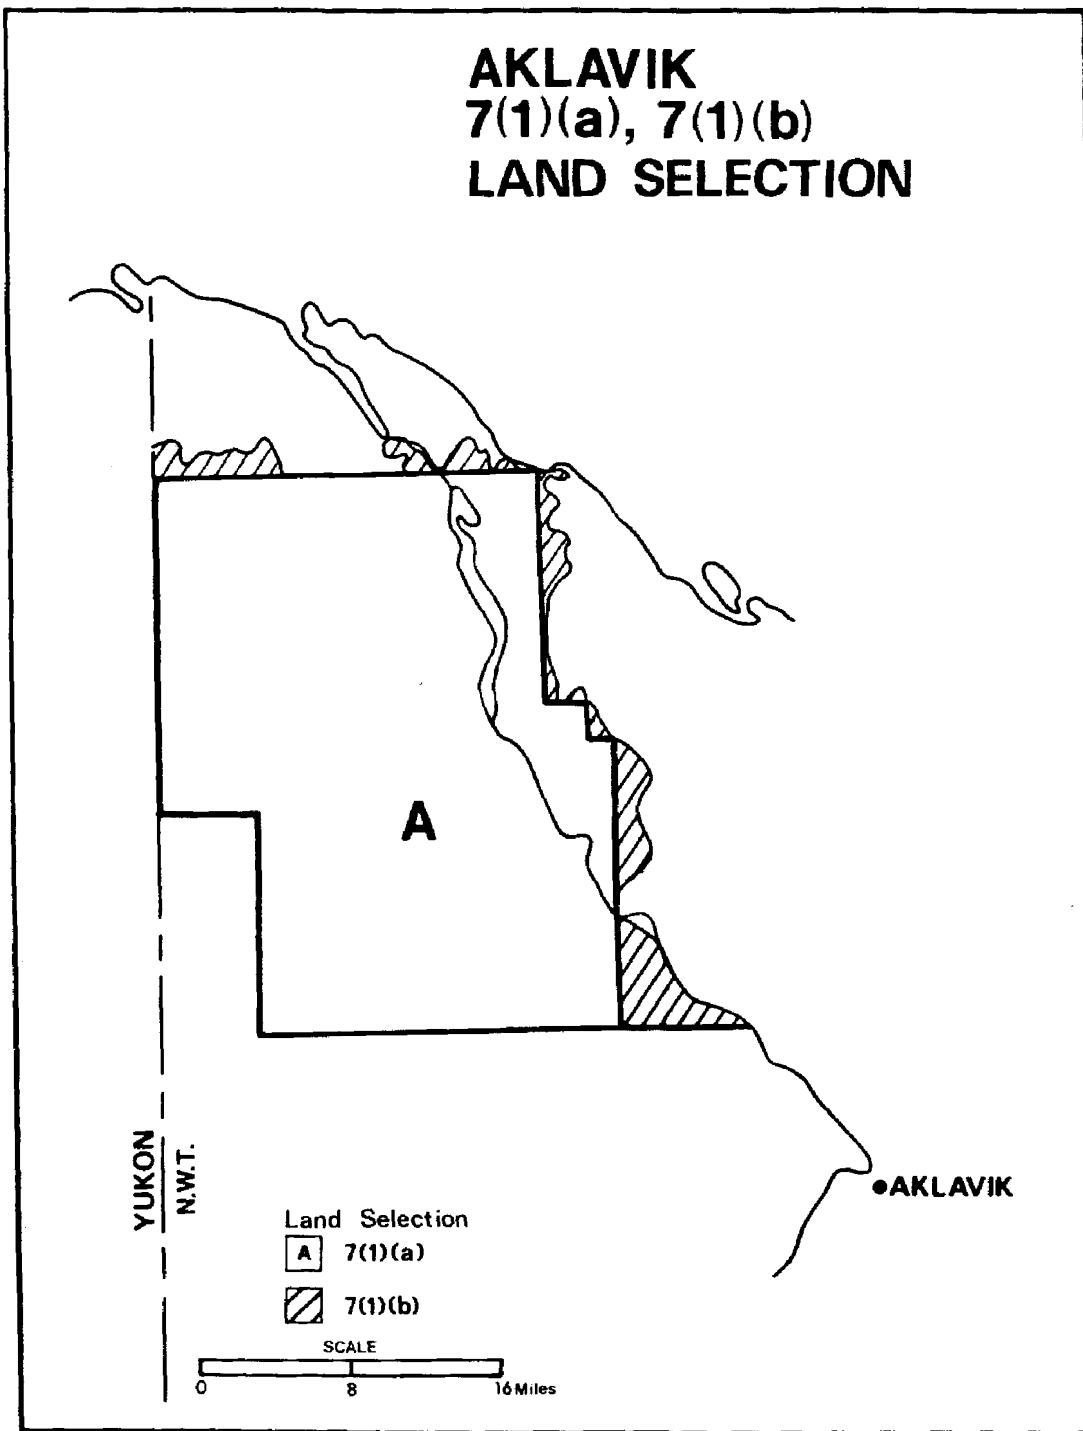 AKLAVIK
7(1)(a), 7(1)(b)
LAND SELECTION
A
YUKON
N.W.T.
AKLAVIK
Land Selection
A 7(1)(a)
7(1)(b)
SCALE
0 8 16 Miles